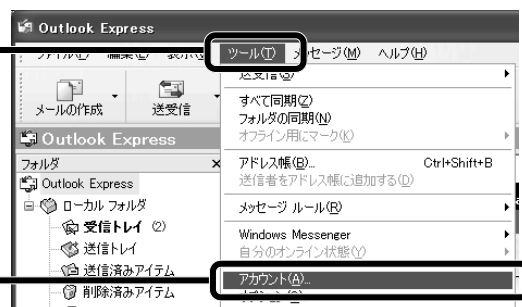 Outlook Express
ツール(T) メッセージ(M) ヘルプ(H)
メールの作成 送受信
すべて同期(Z)
フォルダの同期(N)
オフライン用にマーク(K)
Outlook Express
フォルダ ×
アドレス帳(B)... Ctrl+Shift+B
送信者をアドレス帳に追加する(D)
Outlook Express
ローカル フォルダ
メッセージ ルール(R)
受信トレイ (2)
Windows Messenger
送信トレイ
自分のオンライン状態(Y)
送信済みアイテム
アカウント(A)...
削除済みアイテム